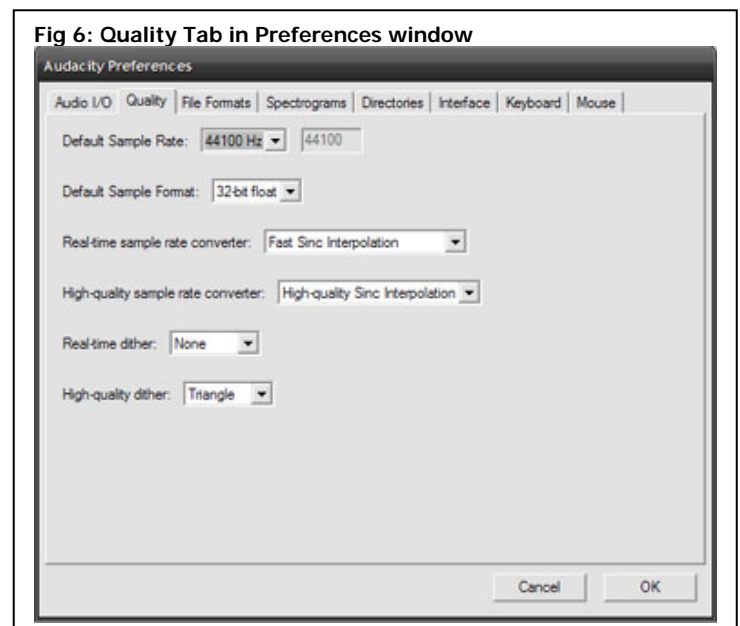 Fig 6: Quality Tab in Preferences window
Audacity Preferences
Audio I/O Quality File Formats Spectrograms Directories Interface Keyboard Mouse
Default Sample Rate: 44100 Hz 44100
Default Sample Format: 32-bit float
Real-time sample rate converter: Fast Sinc Interpolation
High-quality sample rate converter: High-quality Sinc Interpolation
Real-time dither: None
High-quality dither: Triangle
Cancel OK